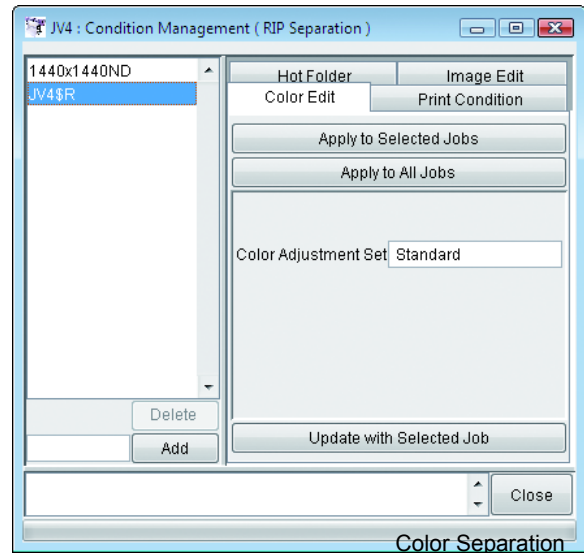 JV4 : Condition Management ( RIP Separation )
1440x1440ND
JV4$R
Hot Folder
Image Edit
Color Edit
Print Condition
Apply to Selected Jobs
Apply to All Jobs
Color Adjustment Set Standard
Delete
Add
Update with Selected Job
Close
Color Separation